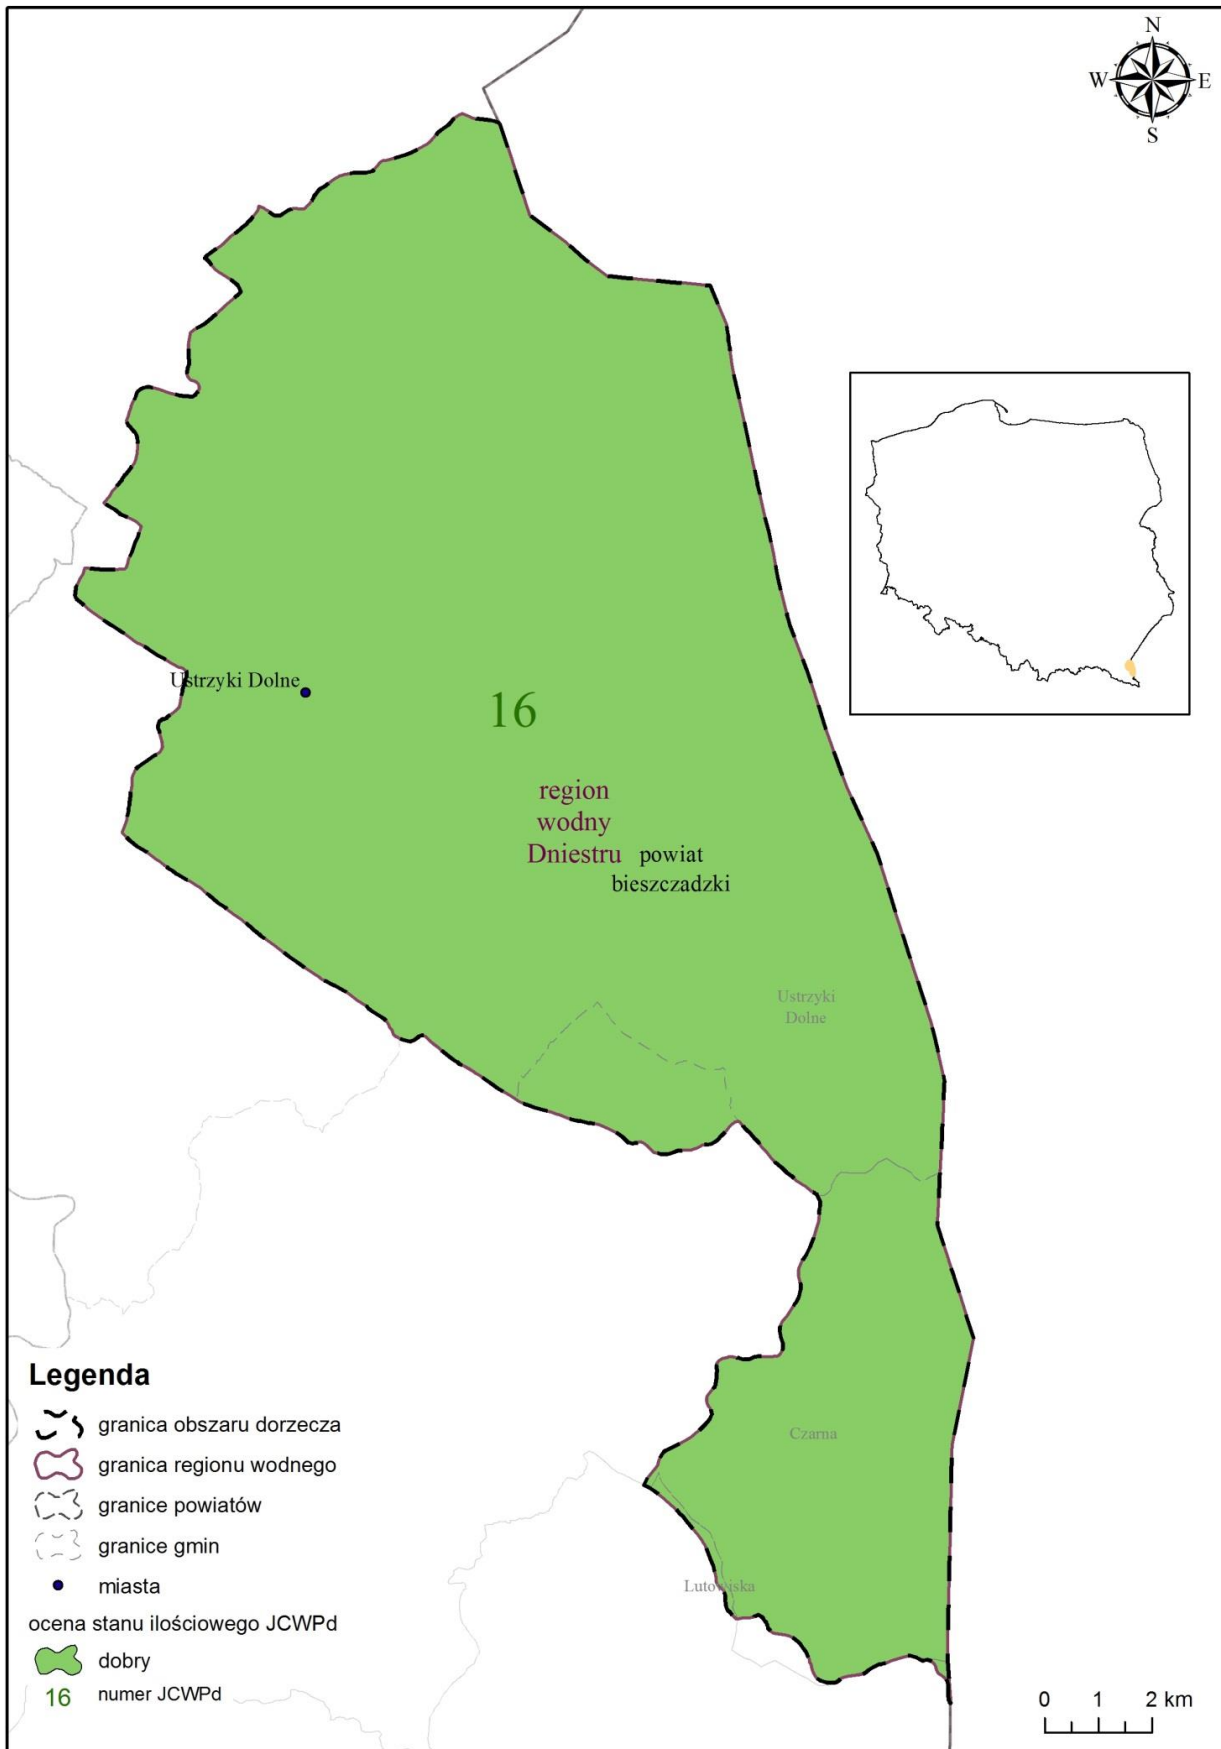 N
W E
S
Ustrzyki Dolne
16
region
wodny
Dniestru
powiat
bieszczadzki
Ustrzyki
Dolne
Czarna
Lutowiska
Legenda
granica obszaru dorzecza
granica regionu wodnego
granice powiatów
granice gmin
miasta
ocena stanu ilościowego JCWPd
dobry
16 numer JCWPd
0 1 2 km